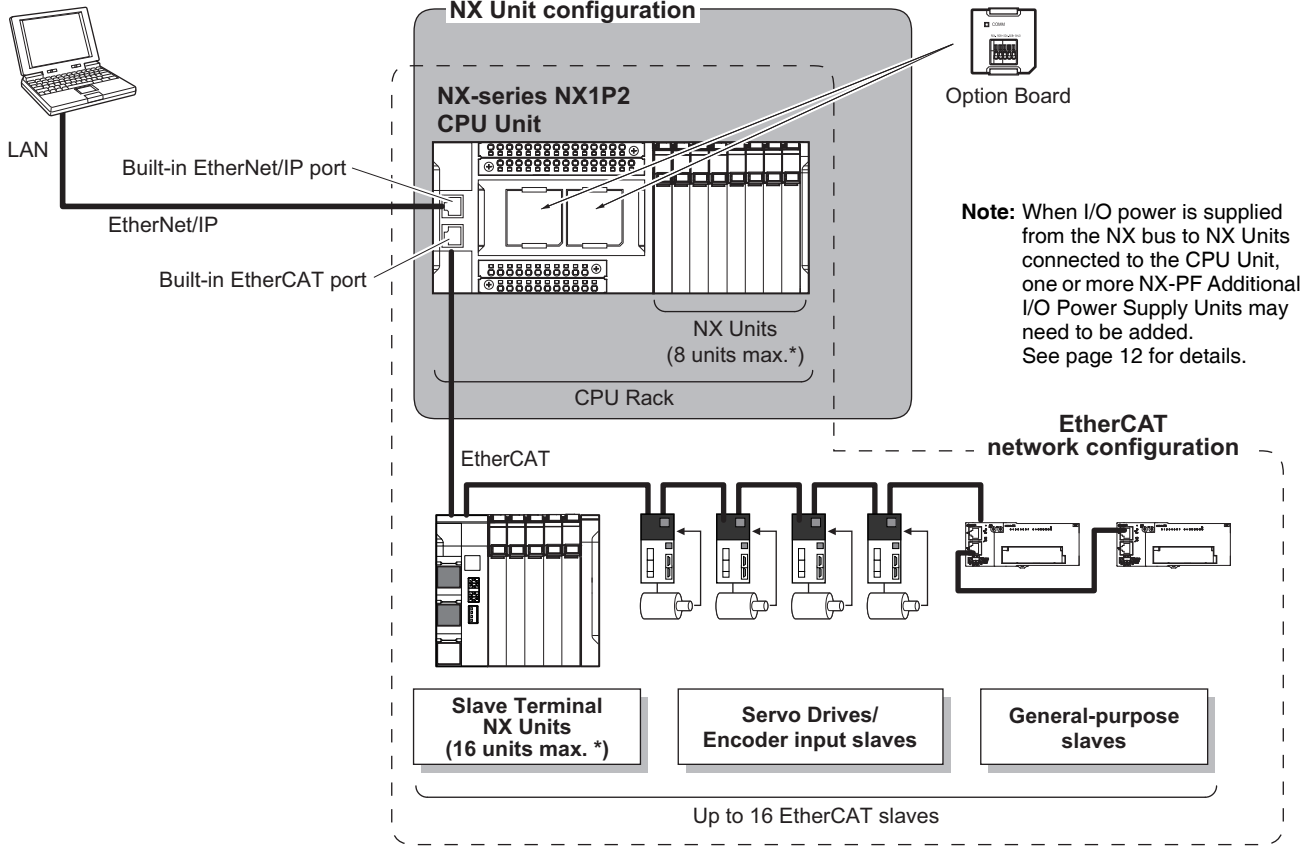 NX Unit configuration
COMM
Option Board
NX-series NX1P2
CPU Unit
LAN
Built-in EtherNet/IP port
EtherNet/IP
Built-in EtherCAT port
Note: When I/O power is supplied
from the NX bus to NX Units
connected to the CPU Unit,
one or more NX-PF Additional
I/O Power Supply Units may
need to be added.
See page 12 for details.
NX Units
(8 units max.*)
CPU Rack
EtherCAT
network configuration
EtherCAT
Slave Terminal
NX Units
(16 units max. *)
Servo Drives/
Encoder input slaves
General-purpose
slaves
Up to 16 EtherCAT slaves